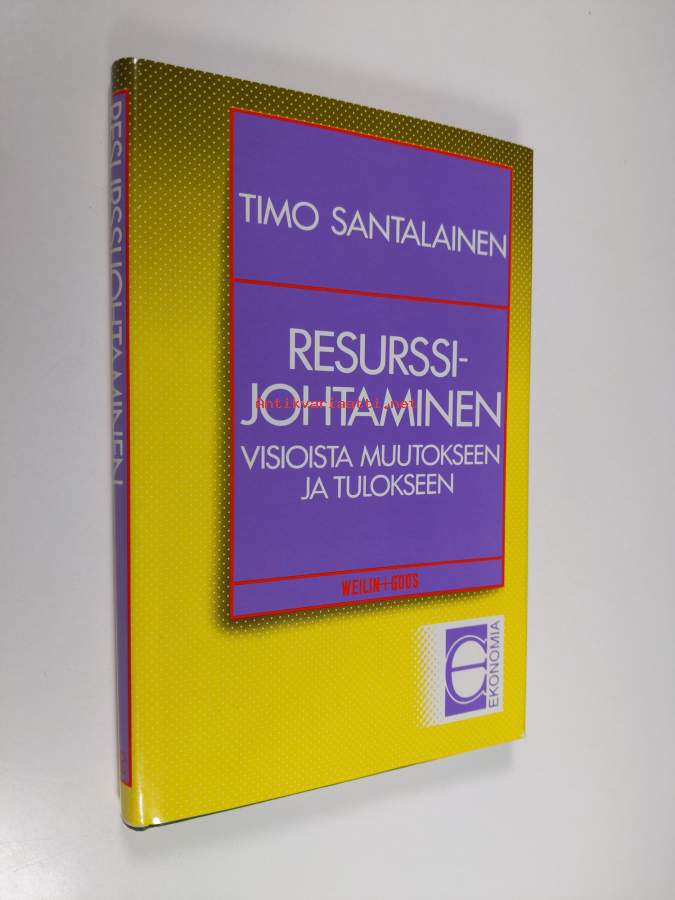 RESURSSIJOHTAMINEN
TIMO SANTALAINEN
RESURSSI-
JOHTAMINEN
Antikvariaatti.net
VISIOISTA MUUTOKSEEN
JA TULOKSEEN
WEILIN+GÖÖS
e
EKONOMIA